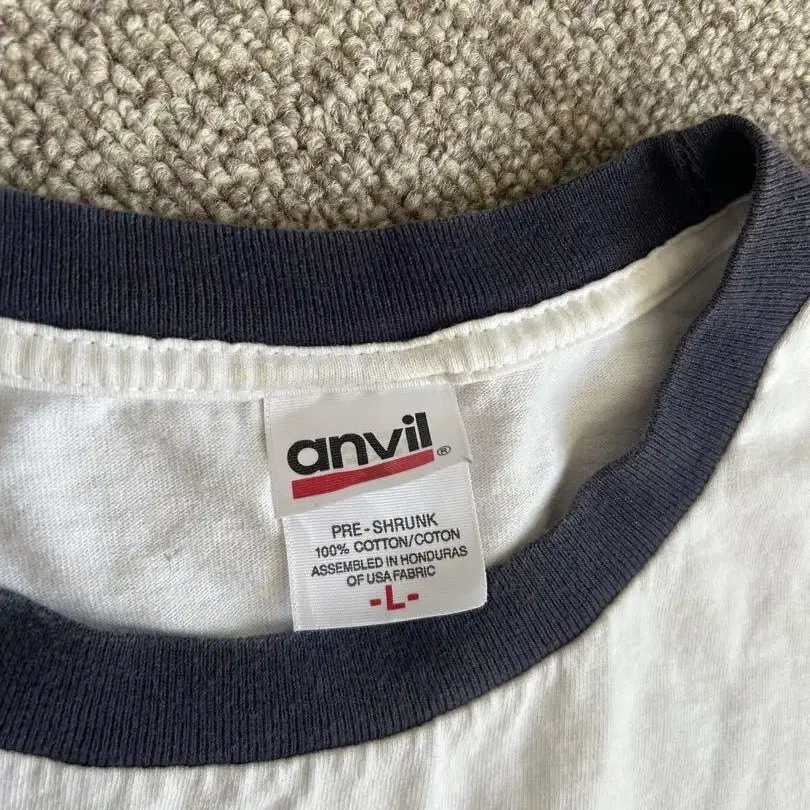 anvil®
PRE-SHRUNK
100% COTTON/COTON
ASSEMBLED IN HONDURAS
OF USA FABRIC
-L-